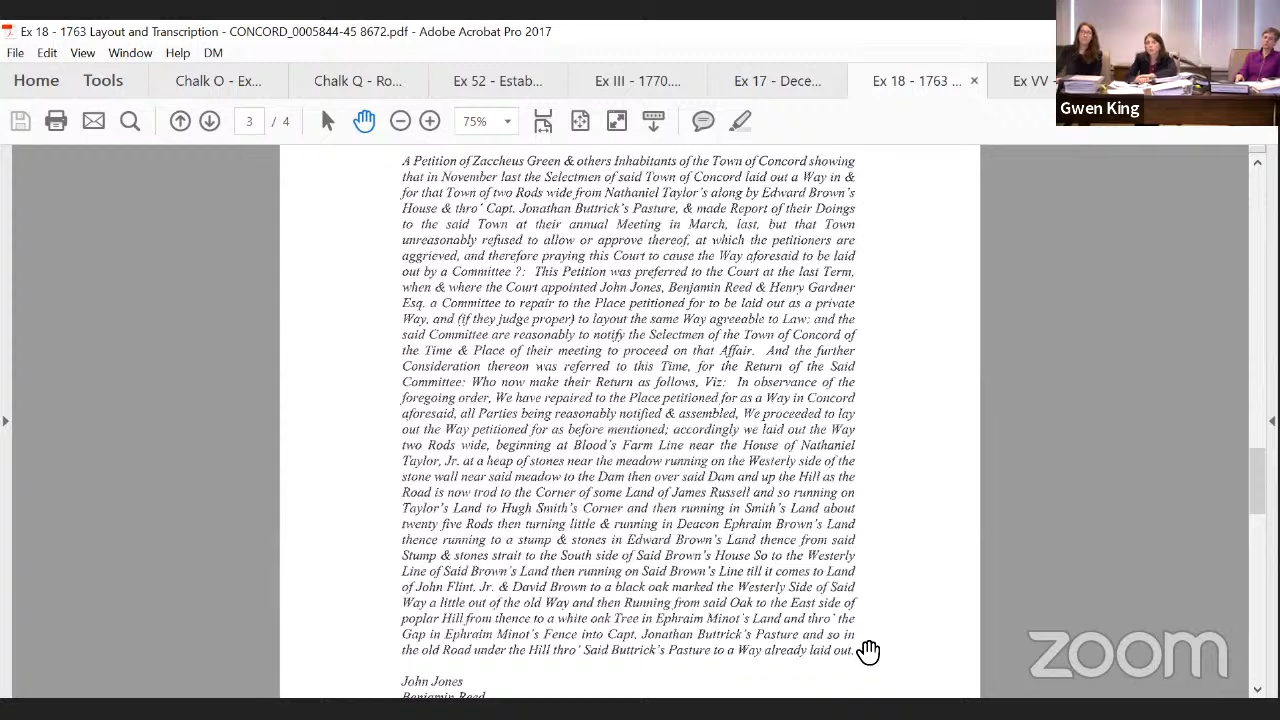 Ex 18 - 1763 Layout and Transcription - CONCORD_0005844-45 8672.pdf - Adobe Acrobat Pro 2017
File Edit View Window Help DM
Home Tools Chalk O - Ex... Chalk Q - Ro... Ex 52 - Estab... Ex III - 1770.... Ex 17 - Dece... Ex 18 - 1763 ... × Ex VV -
3 / 4 75%
Gwen King
A Petition of Zaccheus Green & others Inhabitants of the Town of Concord showing
that in November last the Selectmen of said Town of Concord laid out a Way in &
for that Town of two Rods wide from Nathaniel Taylor's along by Edward Brown's
House & thro' Capt. Jonathan Buttrick's Pasture, & made Report of their Doings
to the said Town at their annual Meeting in March, last, but that Town
unreasonably refused to allow or approve thereof, at which the petitioners are
aggrieved, and therefore praying this Court to cause the Way aforesaid to be laid
out by a Committee ?: This Petition was preferred to the Court at the last Term,
when & where the Court appointed John Jones, Benjamin Reed & Henry Gardner
Esq. a Committee to repair to the Place petitioned for to be laid out as a private
Way, and (if they judge proper) to layout the same Way agreeable to Law: and the
said Committee are reasonably to notify the Selectmen of the Town of Concord of
the Time & Place of their meeting to proceed on that Affair. And the further
Consideration thereon was referred to this Time, for the Return of the Said
Committee: Who now make their Return as follows, Viz: In observance of the
foregoing order, We have repaired to the Place petitioned for as a Way in Concord
aforesaid, all Parties being reasonably notified & assembled, We proceeded to lay
out the Way petitioned for as before mentioned; accordingly we laid out the Way
two Rods wide, beginning at Blood's Farm Line near the House of Nathaniel
Taylor, Jr. at a heap of stones near the meadow running on the Westerly side of the
stone wall near said meadow to the Dam then over said Dam and up the Hill as the
Road is now trod to the Corner of some Land of James Russell and so running on
Taylor's Land to Hugh Smith's Corner and then running in Smith's Land about
twenty five Rods then turning little & running in Deacon Ephraim Brown's Land
thence running to a stump & stones in Edward Brown's Land thence from said
Stump & stones strait to the South side of Said Brown's House So to the Westerly
Line of Said Brown's Land then running on Said Brown's Line till it comes to Land
of John Flint, Jr. & David Brown to a black oak marked the Westerly Side of Said
Way a little out of the old Way and then Running from said Oak to the East side of
poplar Hill from thence to a white oak Tree in Ephraim Minot's Land and thro' the
Gap in Ephraim Minot's Fence into Capt. Jonathan Buttrick's Pasture and so in
the old Road under the Hill thro' Said Buttrick's Pasture to a Way already laid out.
John Jones
Benjamin Reed
zoom